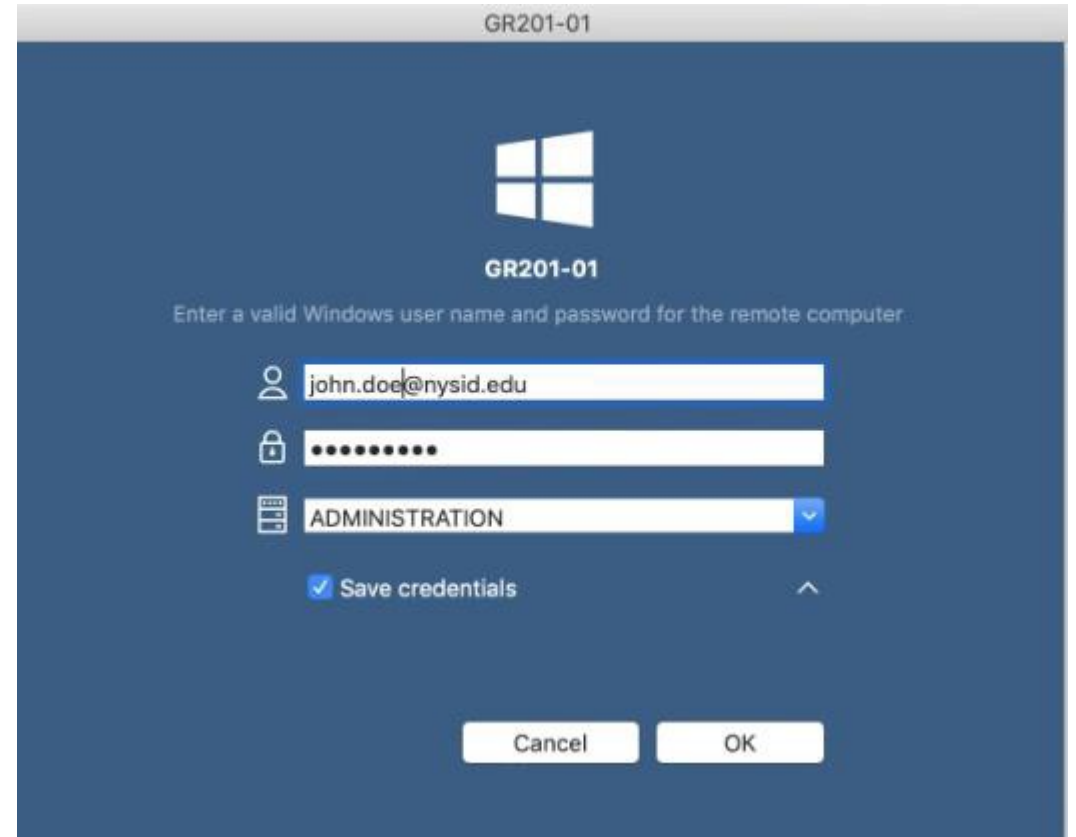 GR201-01
GR201-01
Enter a valid Windows user name and password for the remote computer
john.doe@nysid.edu
•••••••••
ADMINISTRATION
Save credentials
Cancel OK